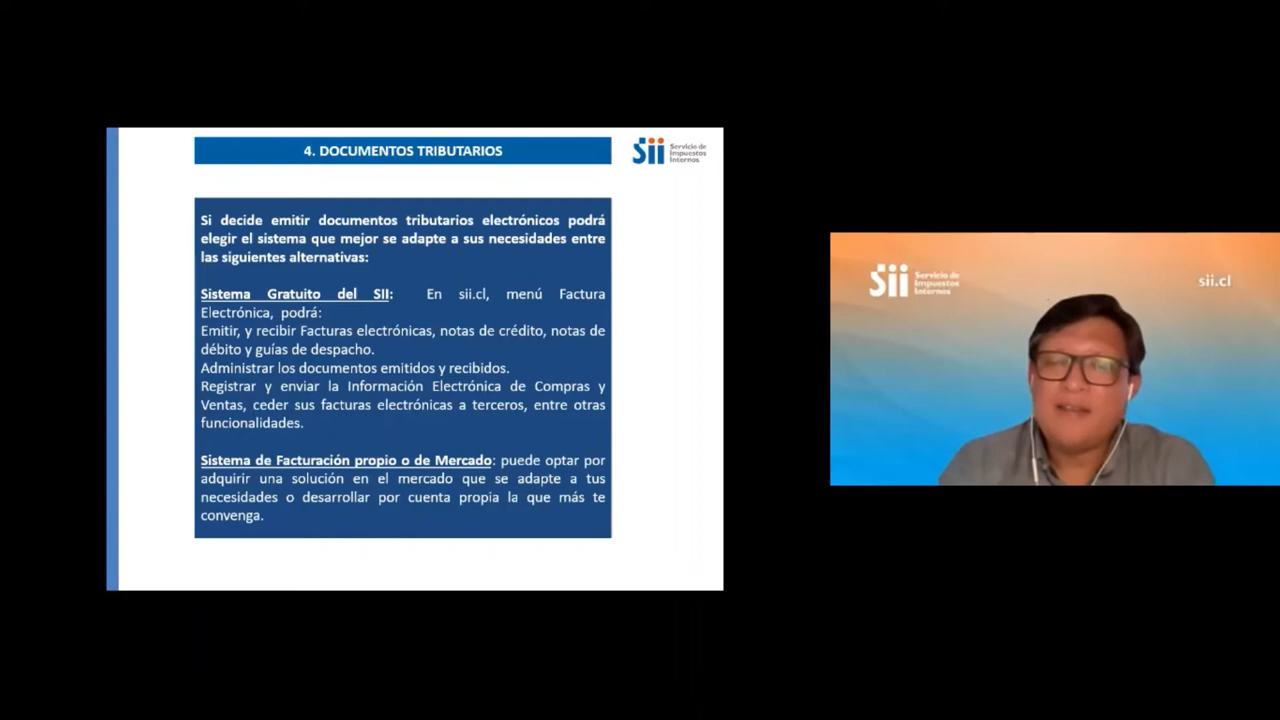 4. DOCUMENTOS TRIBUTARIOS
sii Servicio de
Impuestos
Internos
Si decide emitir documentos tributarios electrónicos podrá
elegir el sistema que mejor se adapte a sus necesidades entre
las siguientes alternativas:
Sistema Gratuito del SII: En sii.cl, menú Factura
Electrónica, podrá:
Emitir, y recibir Facturas electrónicas, notas de crédito, notas de
débito y guías de despacho.
Administrar los documentos emitidos y recibidos.
Registrar y enviar la Información Electrónica de Compras y
Ventas, ceder sus facturas electrónicas a terceros, entre otras
funcionalidades.
Sistema de Facturación propio o de Mercado: puede optar por
adquirir una solución en el mercado que se adapte a tus
necesidades o desarrollar por cuenta propia la que más te
convenga.
sii Servicio de
Impuestos
Internos
sii.cl